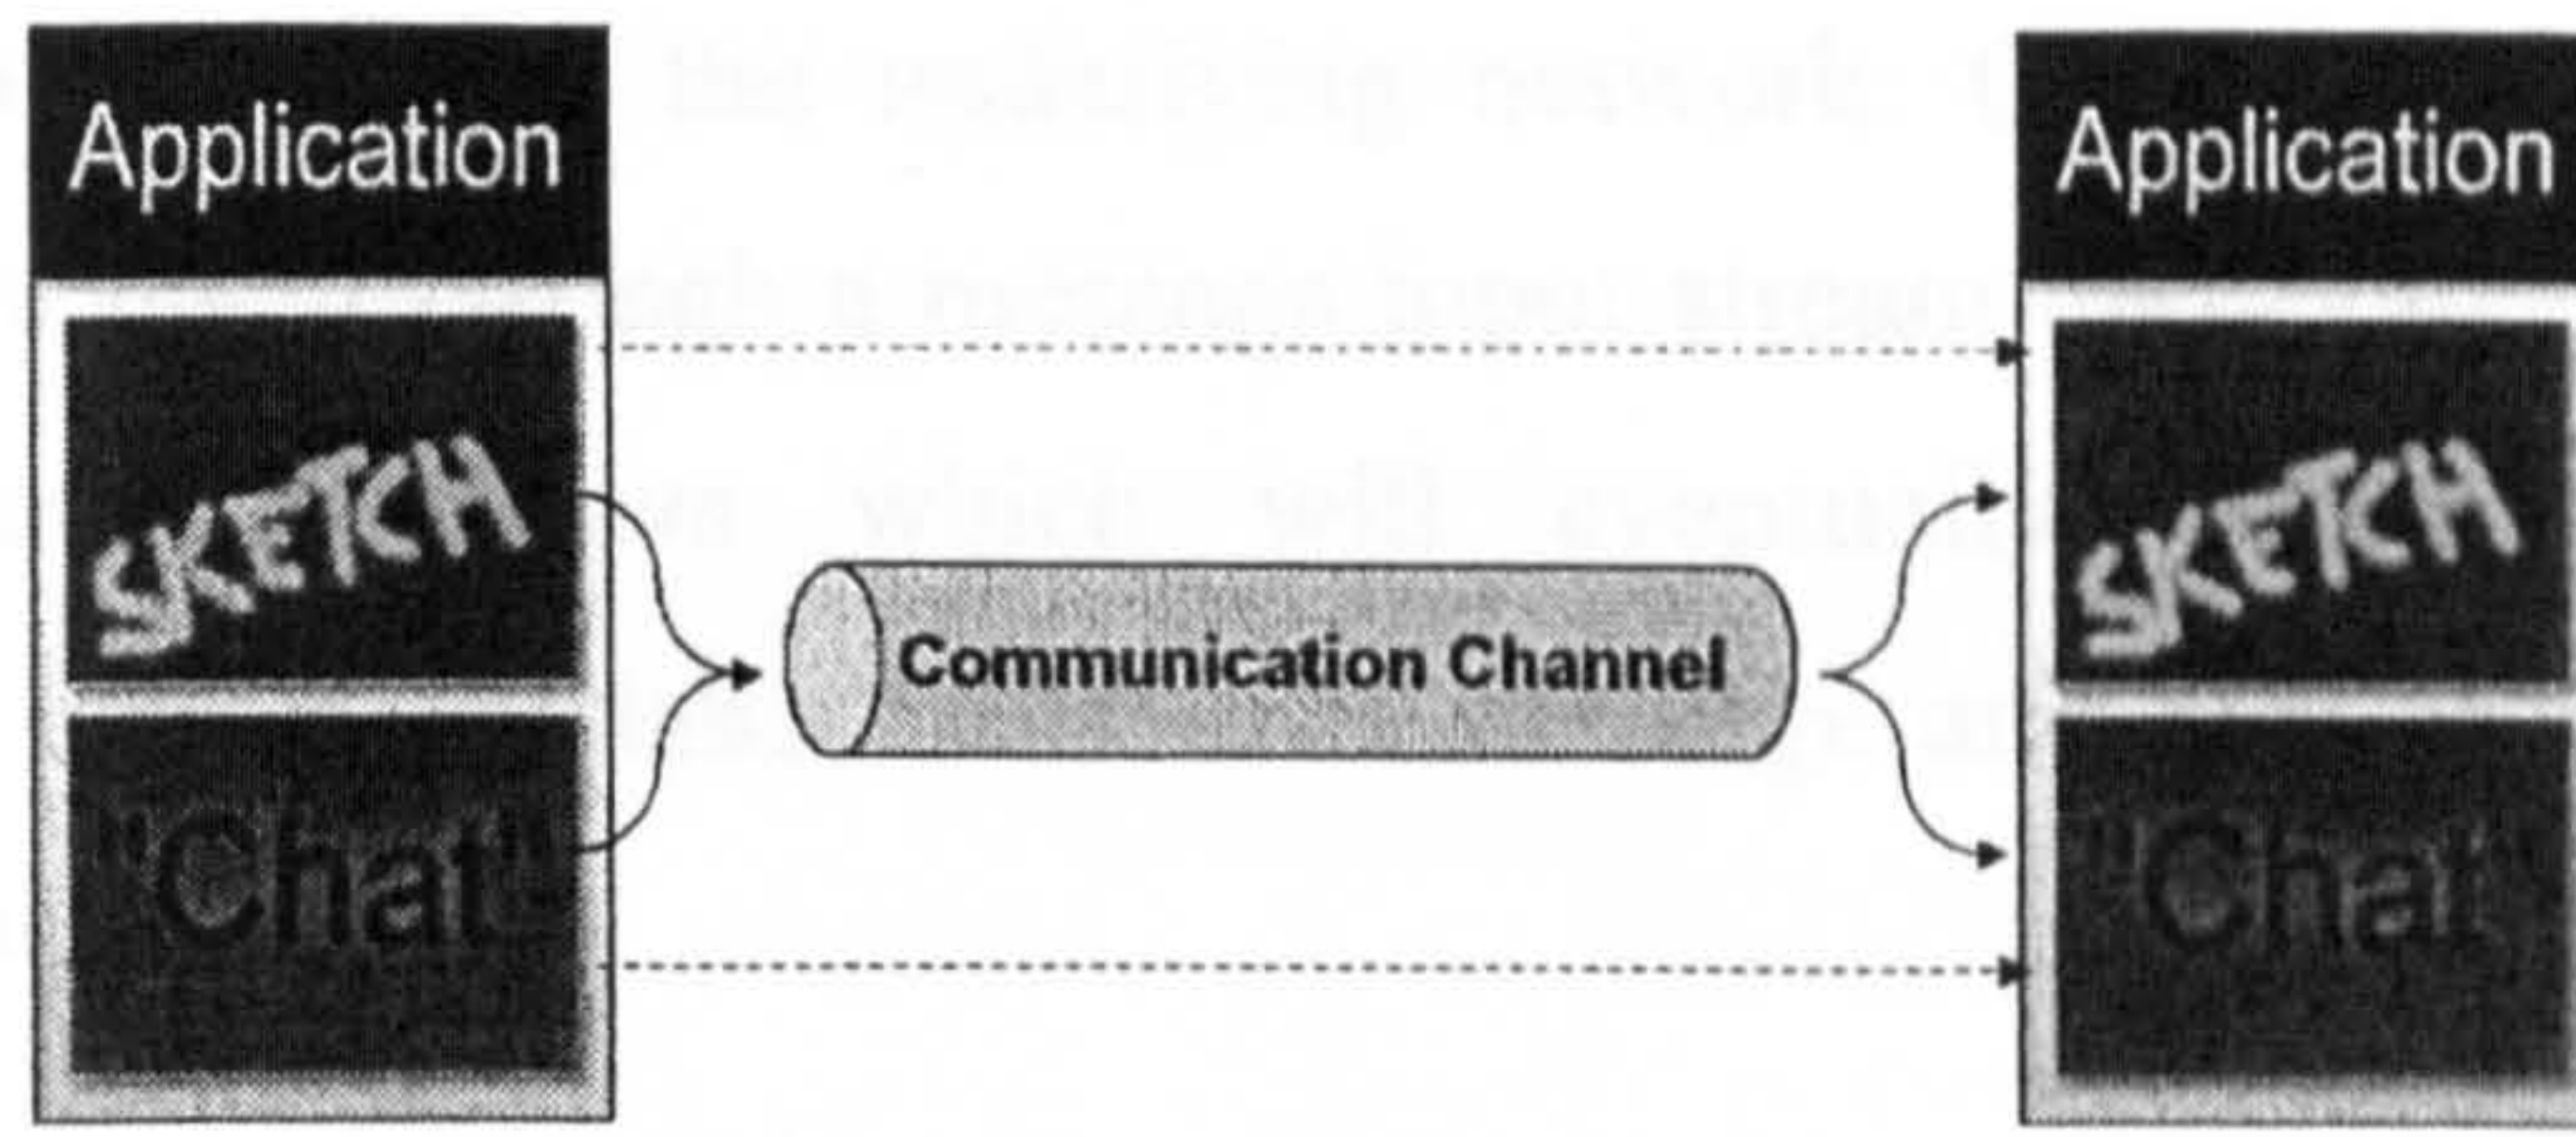 Application
SKETCH
"Chat"
Communication Channel
Application
SKETCH
"Chat"